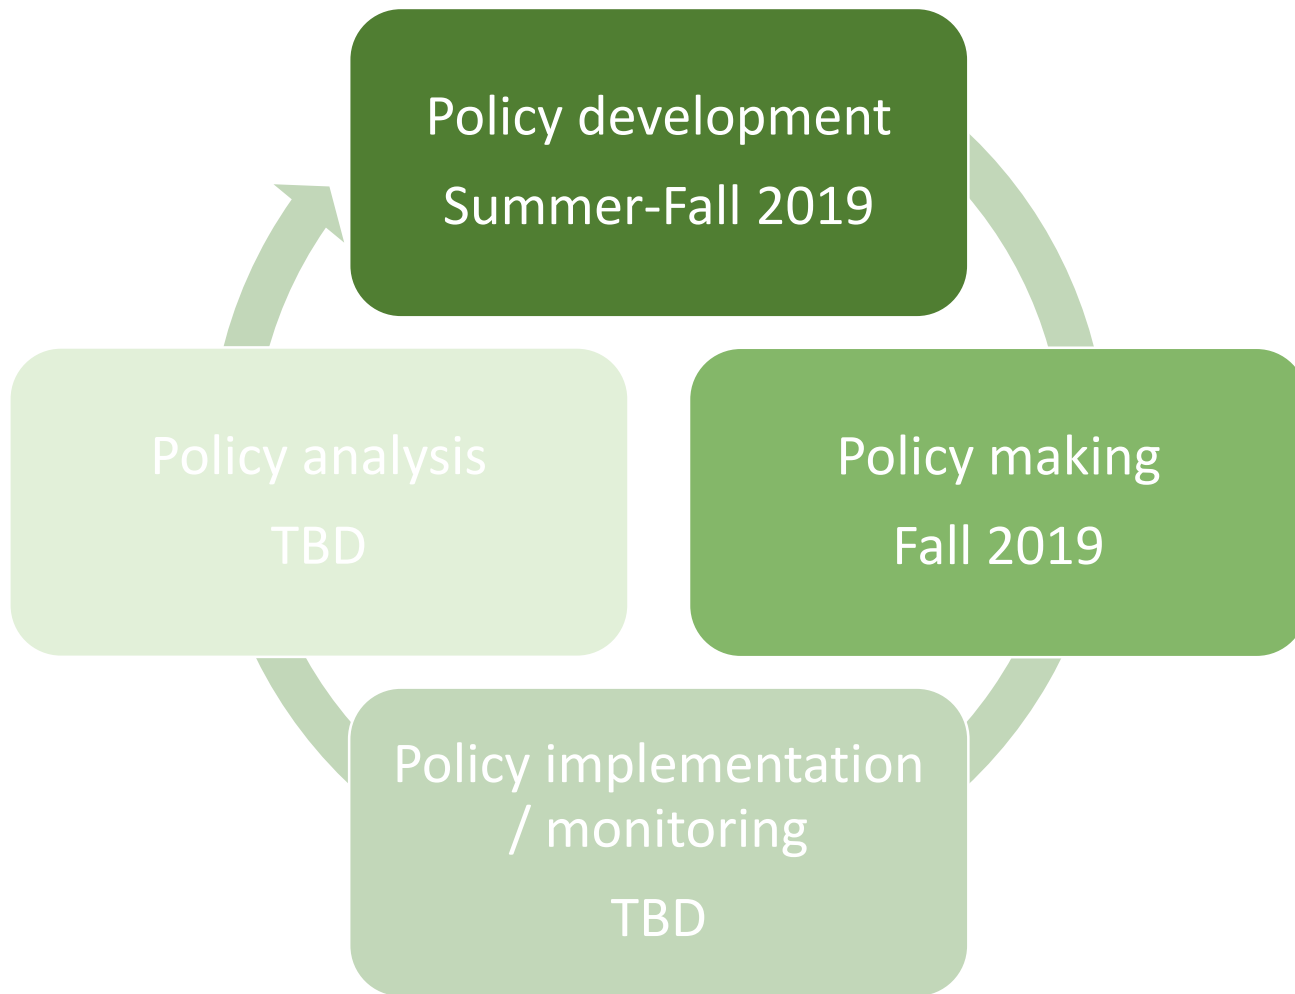 Policy development
Summer-Fall 2019
Policy analysis
TBD
Policy making
Fall 2019
Policy implementation
/ monitoring
TBD